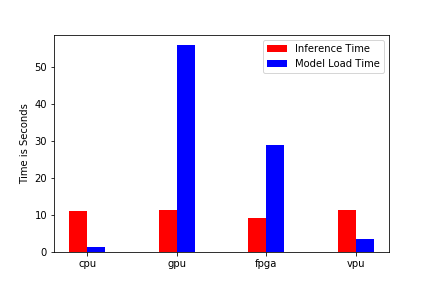 Inference Time
Model Load Time
Time is Seconds
50
40
30
20
10
0
cpu gpu fpga vpu